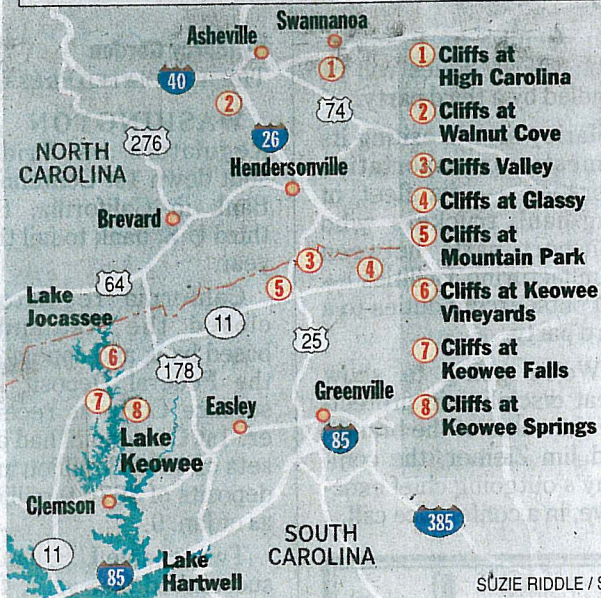 Swannanoa
Asheville
1
40
2
74
276
26
NORTH
CAROLINA
Hendersonville
Brevard
64
3
4
5
Lake
Jocassee
11
25
6
178
7
8
Easley
Greenville
Lake
Keowee
85
Clemson
385
11
SOUTH
CAROLINA
85
Lake
Hartwell
1 Cliffs at
High Carolina
2 Cliffs at
Walnut Cove
3 Cliffs Valley
4 Cliffs at Glassy
5 Cliffs at
Mountain Park
6 Cliffs at Keowee
Vineyards
7 Cliffs at
Keowee Falls
8 Cliffs at
Keowee Springs
SUZIE RIDDLE / S